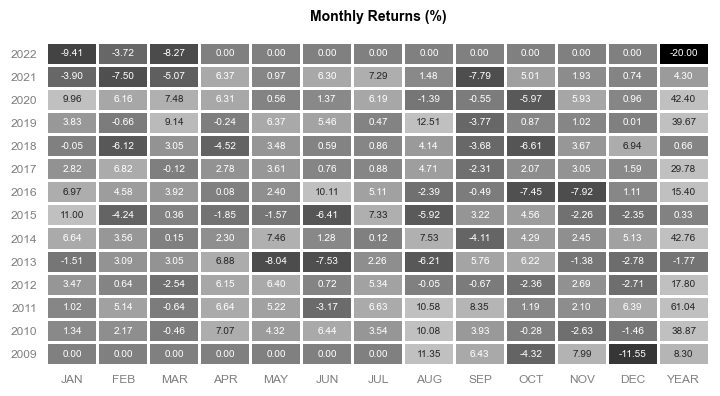 Monthly Returns (%)
2022 -9.41 -3.72 -8.27 0.00 0.00 0.00 0.00 0.00 0.00 0.00 0.00 0.00 -20.00
2021 -3.90 -7.50 -5.07 6.37 0.97 6.30 7.29 1.48 -7.79 5.01 1.93 0.74 4.30
2020 9.96 6.16 7.48 6.31 0.56 1.37 6.19 -1.39 -0.55 -5.97 5.93 0.96 42.40
2019 3.83 -0.66 9.14 -0.24 6.37 5.46 0.47 12.51 -3.77 0.87 1.02 0.01 39.67
2018 -0.05 -6.12 3.05 -4.52 3.48 0.59 0.86 4.14 -3.68 -6.61 3.67 6.94 0.66
2017 2.82 6.82 -0.12 2.78 3.61 0.76 0.88 4.71 -2.31 2.07 3.05 1.59 29.78
2016 6.97 4.58 3.92 0.08 2.40 10.11 5.11 -2.39 -0.49 -7.45 -7.92 1.11 15.40
2015 11.00 -4.24 0.36 -1.85 -1.57 -6.41 7.33 -5.92 3.22 4.56 -2.26 -2.35 0.33
2014 6.64 3.56 0.15 2.30 7.46 1.28 0.12 7.53 -4.11 4.29 2.45 5.13 42.76
2013 -1.51 3.09 3.05 6.88 -8.04 -7.53 2.26 -6.21 5.76 6.22 -1.38 -2.78 -1.77
2012 3.47 0.64 -2.54 6.15 6.40 0.72 5.34 -0.05 -0.67 -2.36 2.69 -2.71 17.80
2011 1.02 5.14 -0.64 6.64 5.22 -3.17 6.63 10.58 8.35 1.19 2.10 6.39 61.04
2010 1.34 2.17 -0.46 7.07 4.32 6.44 3.54 10.08 3.93 -0.28 -2.63 -1.46 38.87
2009 0.00 0.00 0.00 0.00 0.00 0.00 0.00 11.35 6.43 -4.32 7.99 -11.55 8.30
JAN FEB MAR APR MAY JUN JUL AUG SEP OCT NOV DEC YEAR